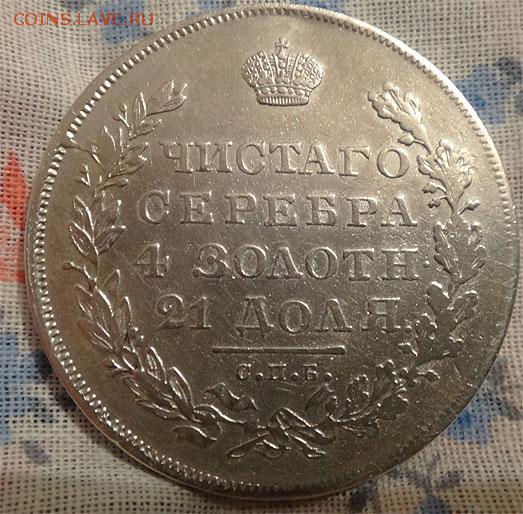 COINS.LAVE.RU
ЧИСТАГО
СЕРЕБРА
4 ЗОЛОТН.
21 ДОЛЯ
С.П.Б.